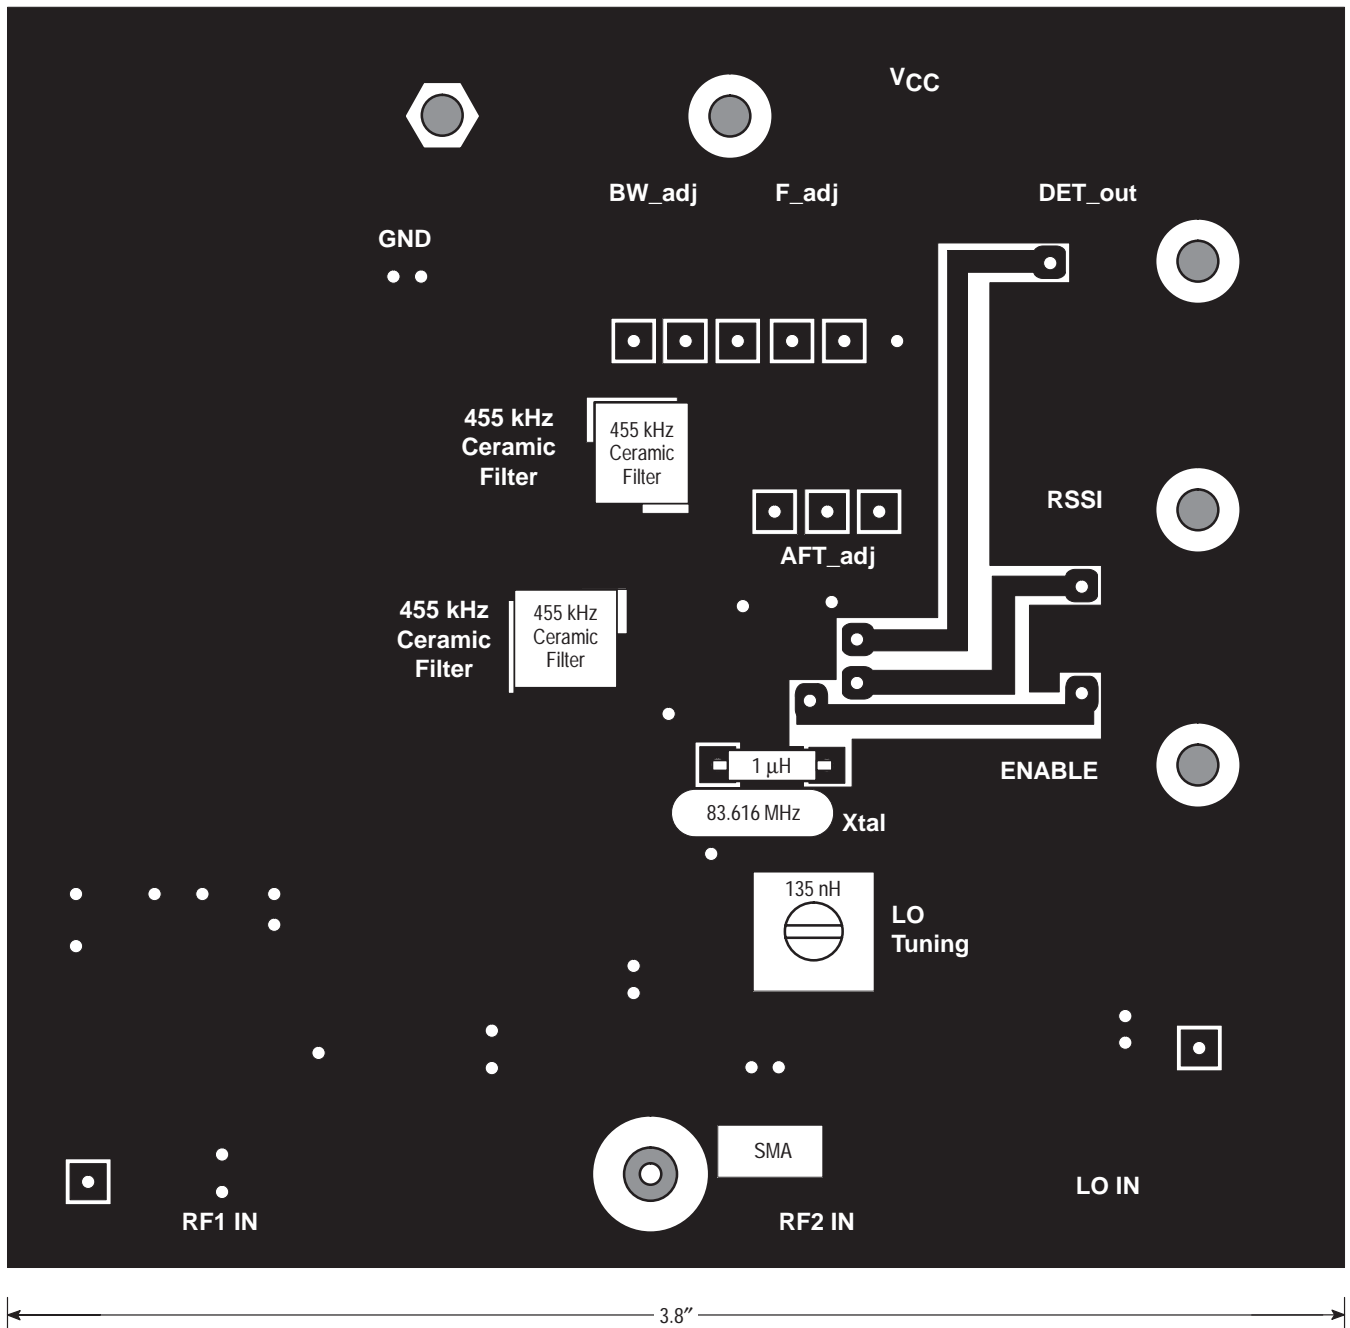 VCC
BW_adj
F_adj
DET_out
GND
455 kHz
Ceramic
Filter
455 kHz
Ceramic
Filter
RSSI
AFT_adj
455 kHz
Ceramic
Filter
455 kHz
Ceramic
Filter
1 µH
ENABLE
83.616 MHz
Xtal
135 nH
LO
Tuning
SMA
LO IN
RF1 IN
RF2 IN
3.8″